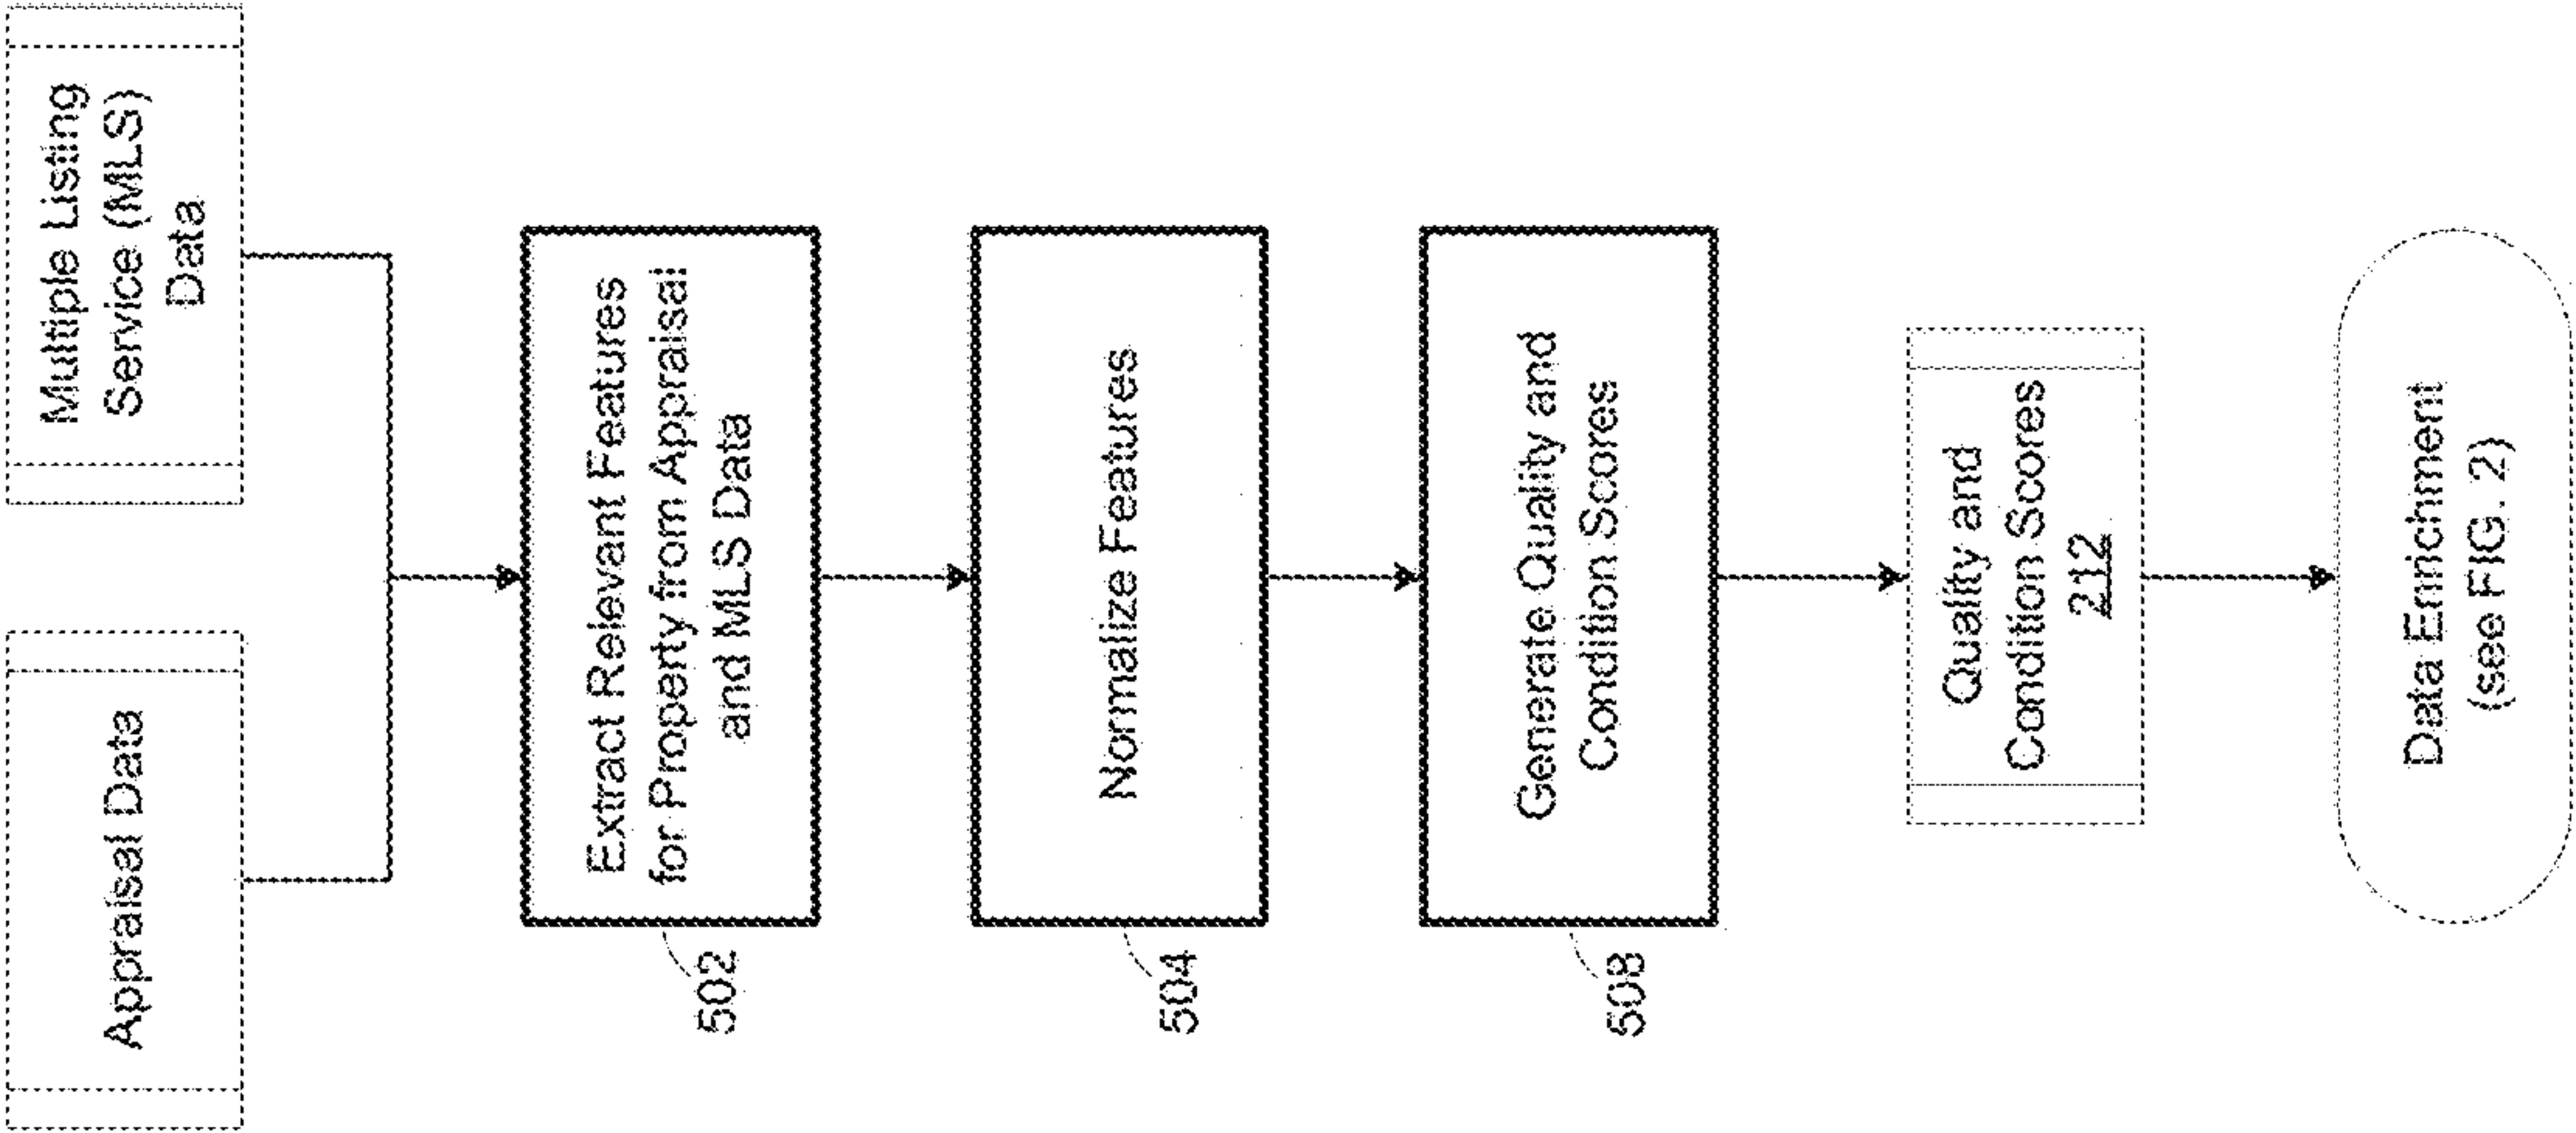 Appraisal Data
Multiple Listing
Service (MLS)
Data
Extract Relevant Features
for Property from Appraisal
and MLS Data
502
Normalize Features
504
Generate Quality and
Condition Scores
508
Quality and
Condition Scores
212
Data Enrichment
(see FIG. 2)